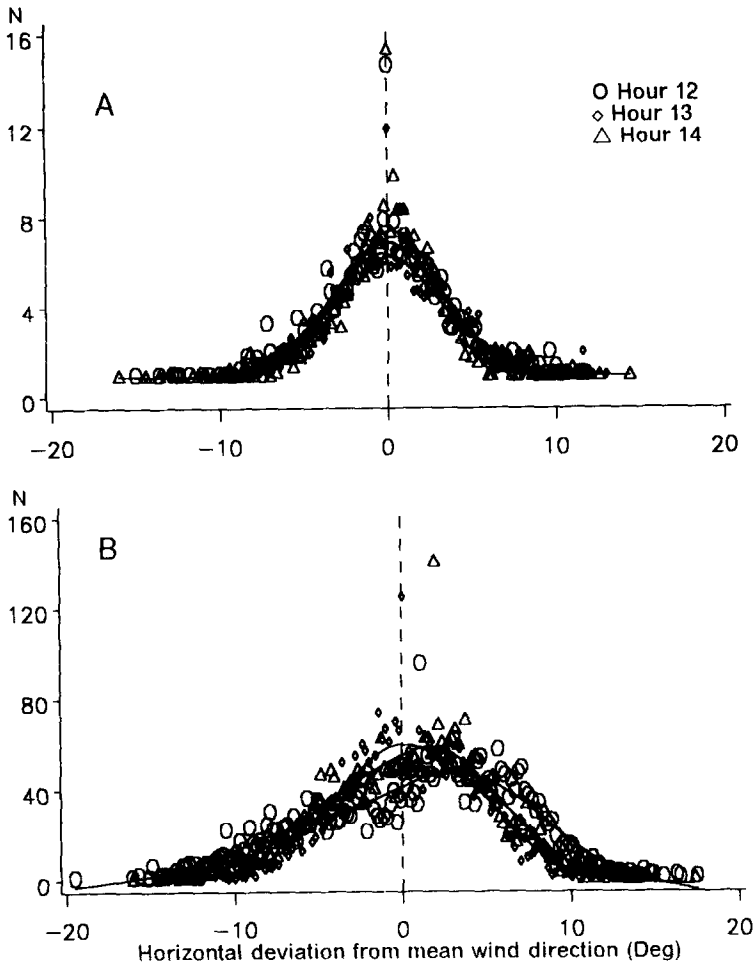 N
16
A
O Hour 12
◇ Hour 13
△ Hour 14
12
8
4
0
−20 −10 0 10 20
N
160
B
120
80
40
0
−20 −10 0 10 20
Horizontal deviation from mean wind direction (Deg)